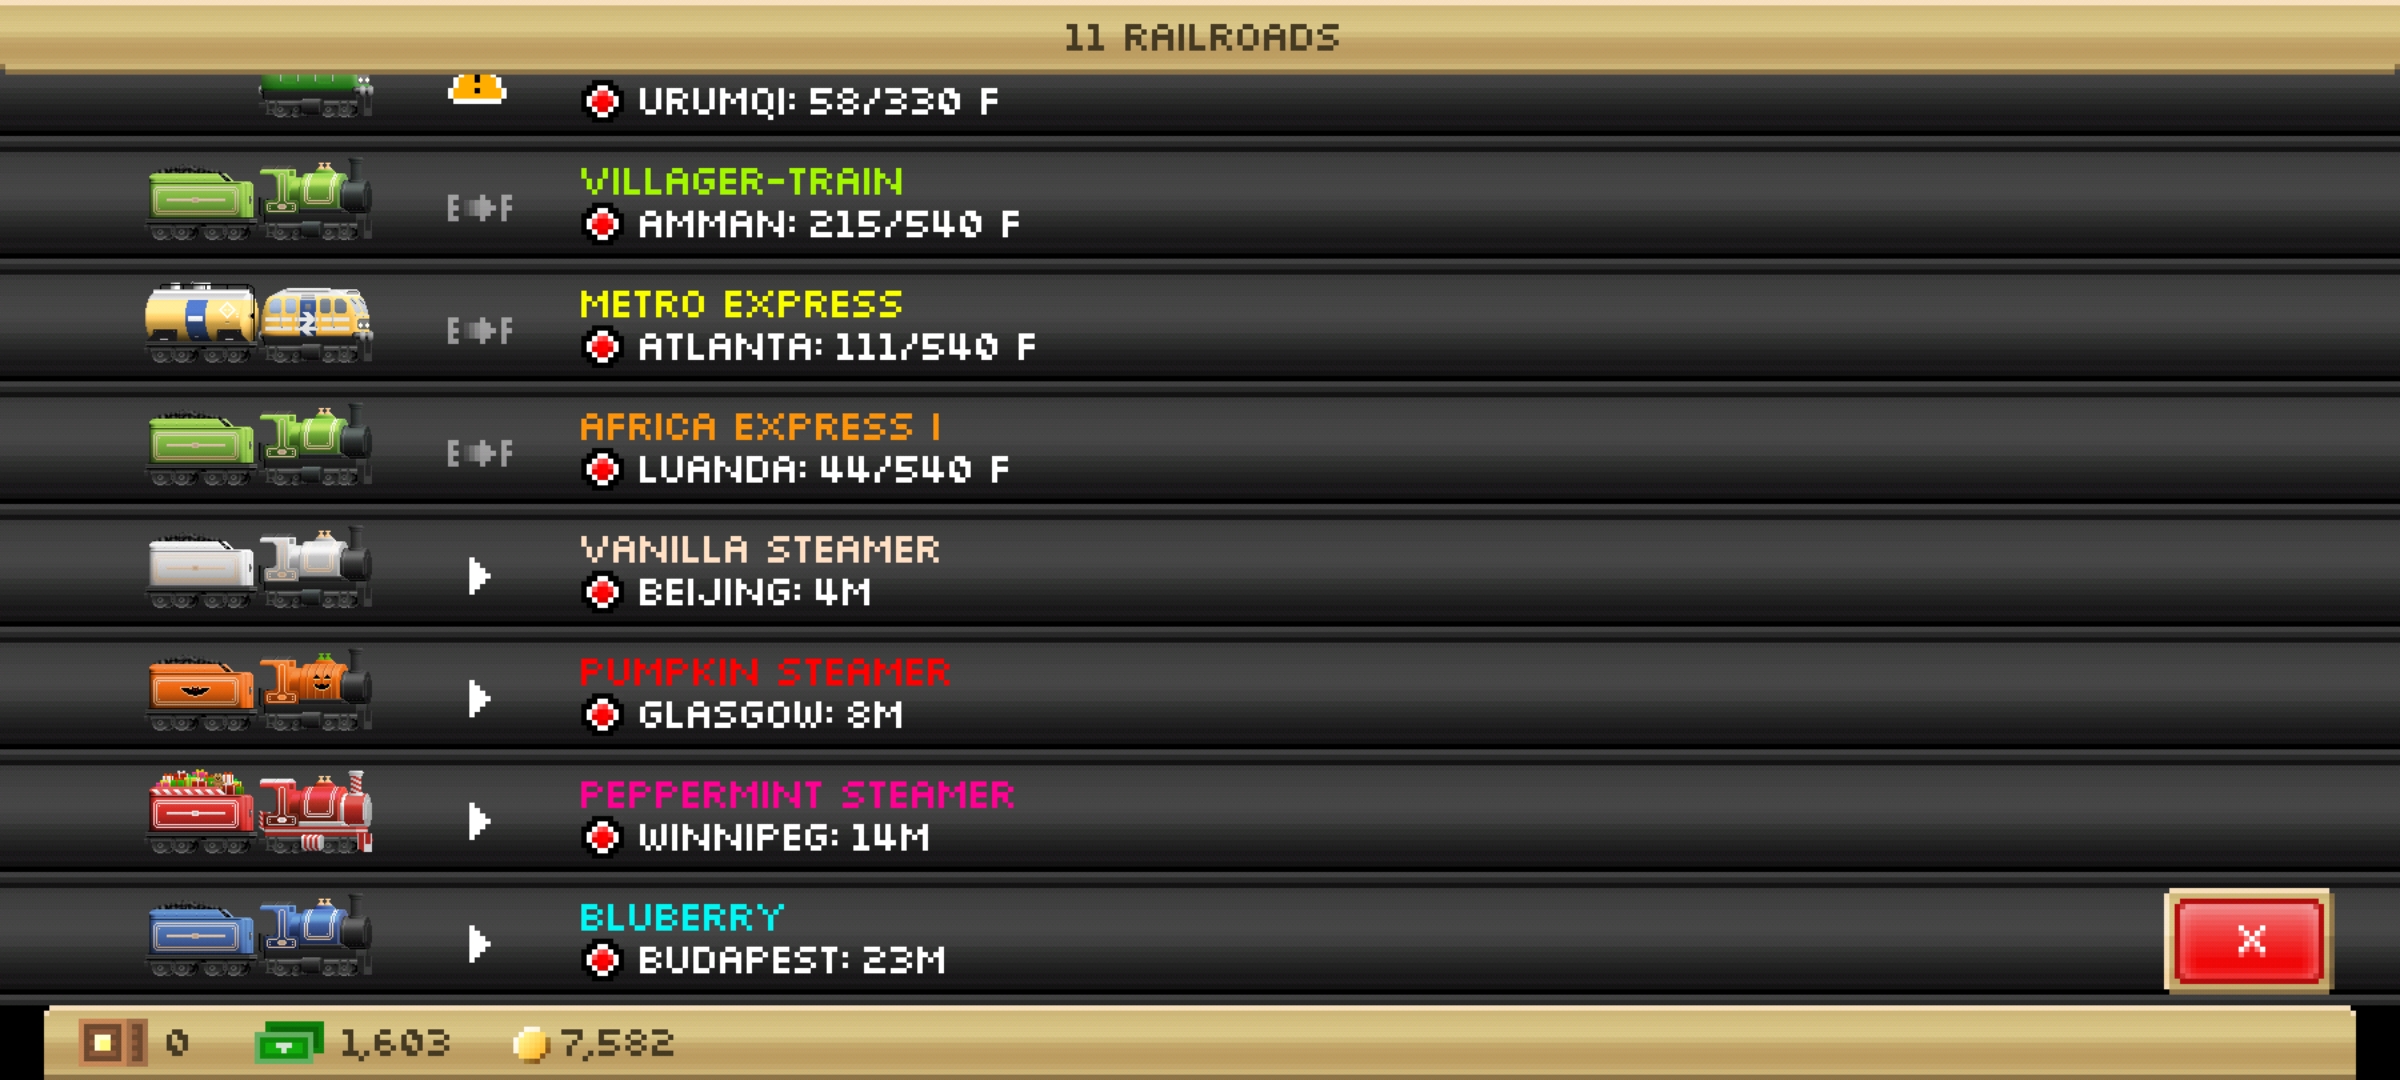 11 RAILROADS
URUMQI: 58/330 F
VILLAGER-TRAIN
E F
AMMAN: 215/540 F
METRO EXPRESS
E F
ATLANTA: 111/540 F
AFRICA EXPRESS I
E F
LUANDA: 44/540 F
VANILLA STEAMER
BEIJING: 4M
PUMPKIN STEAMER
GLASGOW: 8M
PEPPERMINT STEAMER
WINNIPEG: 14M
BLUBERRY
BUDAPEST: 23M
X
0 1,603 7,582